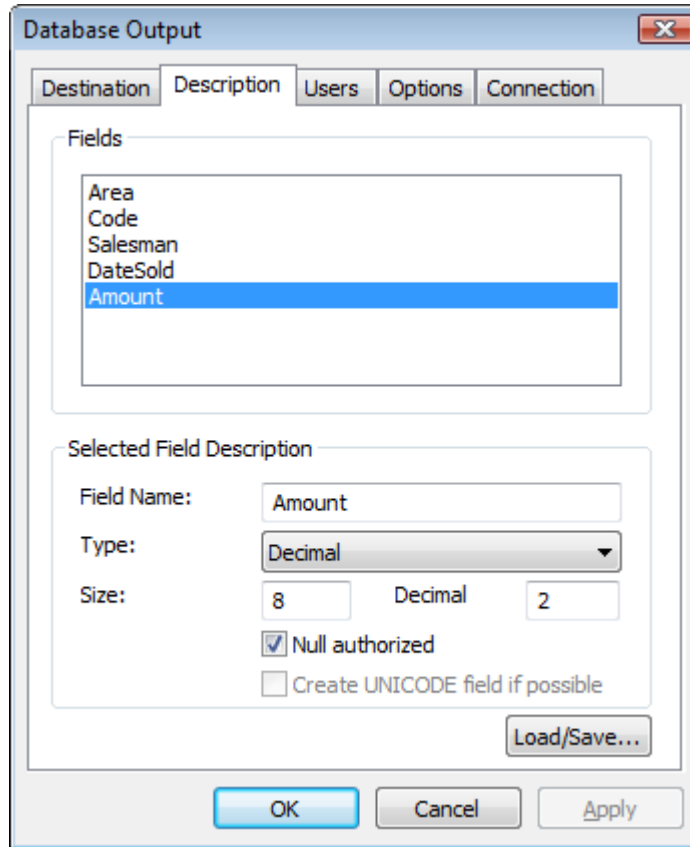 Database Output
Destination Description Users Options Connection
Fields
Area
Code
Salesman
DateSold
Amount
Selected Field Description
Field Name: Amount
Type: Decimal
Size: 8 Decimal 2
Null authorized
Create UNICODE field if possible
Load/Save...
OK Cancel Apply